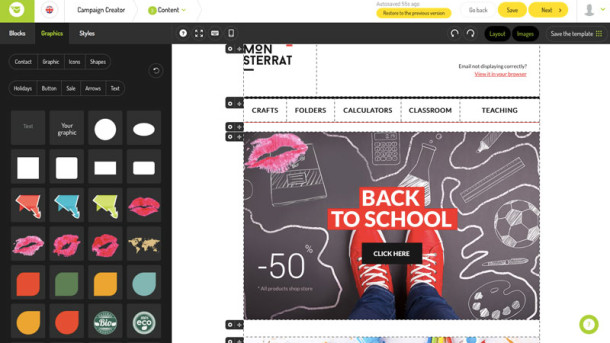 Campaign Creator
1 Content
Autosaved 14s ago
Restore to the previous version
Go back
Save
Next
Blocks
Graphics
Styles
Layout
Images
Save the template
Contact
Graphic
Icons
Shapes
Holidays
Button
Sale
Arrows
Text
Text
Your
graphic
MON
STERRAT
Email not displaying correctly?
View it in your browser
CRAFTS
FOLDERS
CALCULATORS
CLASSROOM
TEACHING
BACK
TO SCHOOL
CLICK HERE
-50%
* All products shop store
Bio
eco